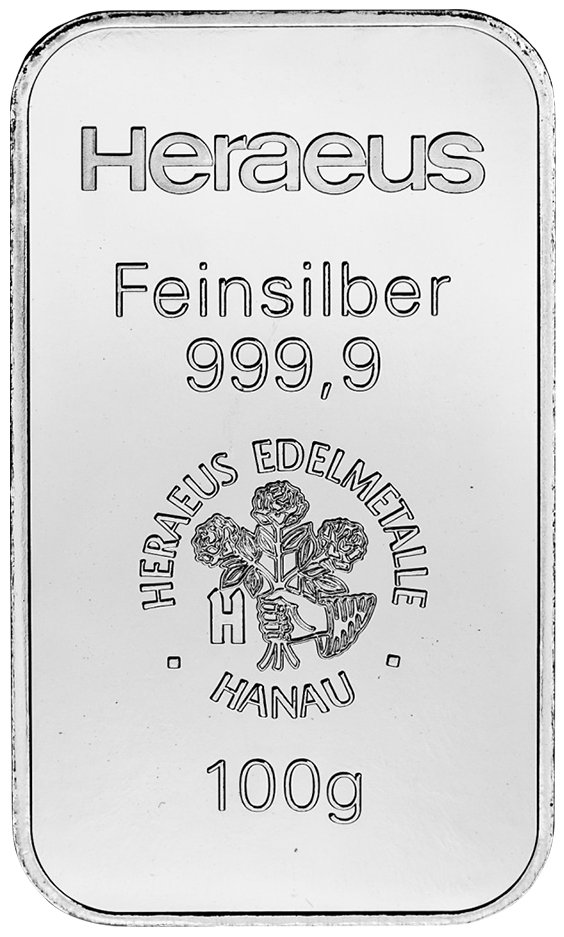 Heraeus
Feinsilber
999,9
HERAEUS EDELMETALLE
H
HANAU
100g